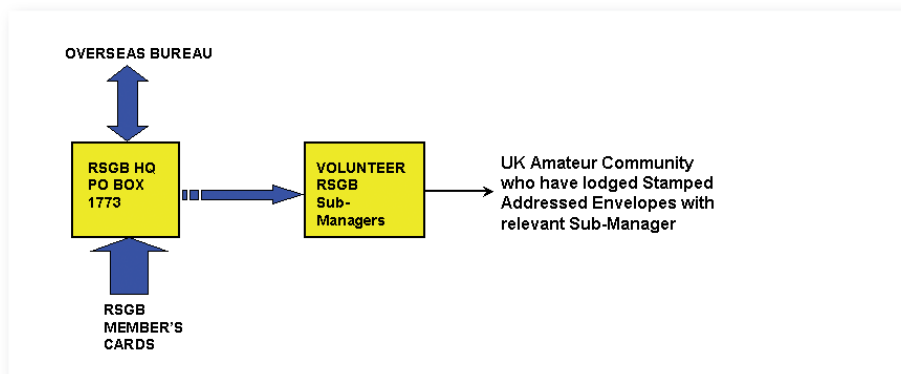 OVERSEAS BUREAU
RSGB HQ
PO BOX
1773
VOLUNTEER
RSGB
Sub-
Managers
UK Amateur Community
who have lodged Stamped
Addressed Envelopes with
relevant Sub-Manager
RSGB
MEMBER'S
CARDS